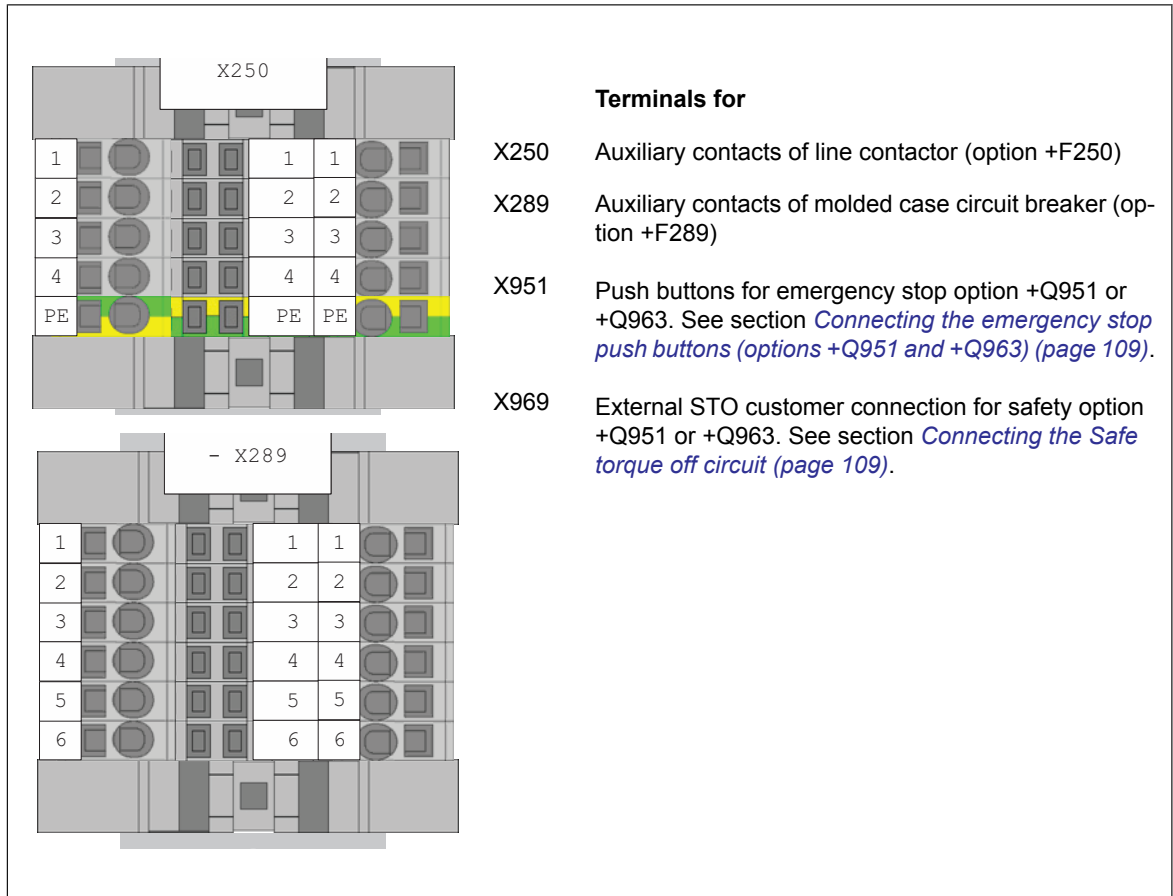 X250
1 1 1
2 2 2
3 3 3
4 4 4
PE PE PE
- X289
1 1 1
2 2 2
3 3 3
4 4 4
5 5 5
6 6 6
Terminals for
X250 Auxiliary contacts of line contactor (option +F250)
X289 Auxiliary contacts of molded case circuit breaker (op-
tion +F289)
X951 Push buttons for emergency stop option +Q951 or
+Q963. See section Connecting the emergency stop
push buttons (options +Q951 and +Q963) (page 109).
X969 External STO customer connection for safety option
+Q951 or +Q963. See section Connecting the Safe
torque off circuit (page 109).